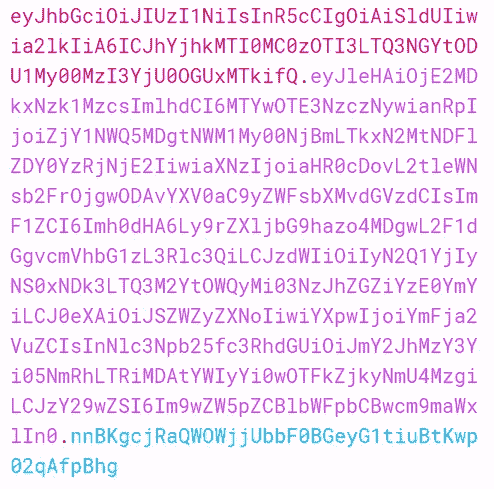 eyJhbGciOiJIUzI1NiIsInR5cCIgOiAiSldUIiw
ia2lkIiA6ICJhYjhkMTI0MC0zOTI3LTQ3NGYtOD
U1My00MzI3YjU0OGUxMTkifQ.eyJleHAiOjE2MD
kxNzk1MzcsImlhdCI6MTYwOTE3NzczNywianRpI
joiZjY1NWQ5MDgtNWM1My00NjBmLTkxN2MtNDFl
ZDY0YzRjNjE2IiwiaXNzIjoiaHR0cDovL2tleWN
sb2FrOjgwODAvYXV0aC9yZWFsbXMvdGVzdCIsIm
F1ZCI6Imh0dHA6Ly9rZXljbG9hazo4MDgwL2F1d
GgvcmVhbG1zL3Rlc3QiLCJzdWIiOiIyN2Q1YjIy
NS0xNDk3LTQ3M2YtOWQyMi03NzJhZGZiYzE0YmY
iLCJ0eXAiOiJSZWZyZXNoIiwiYXpwIjoiYmFja2
VuZCIsInNlc3Npb25fc3RhdGUiOiJmY2JhMzY3Y
i05NmRhLTRiMDAtYWIyYi0wOTFkZjkyNmU4Mzgi
LCJzY29wZSI6Im9wZW5pZCBlbWFpbCBwcm9maWx
lIn0.nnBKgcjRaQWOWjjUbbF0BGeyG1tiuBtKwp
02qAfpBhg